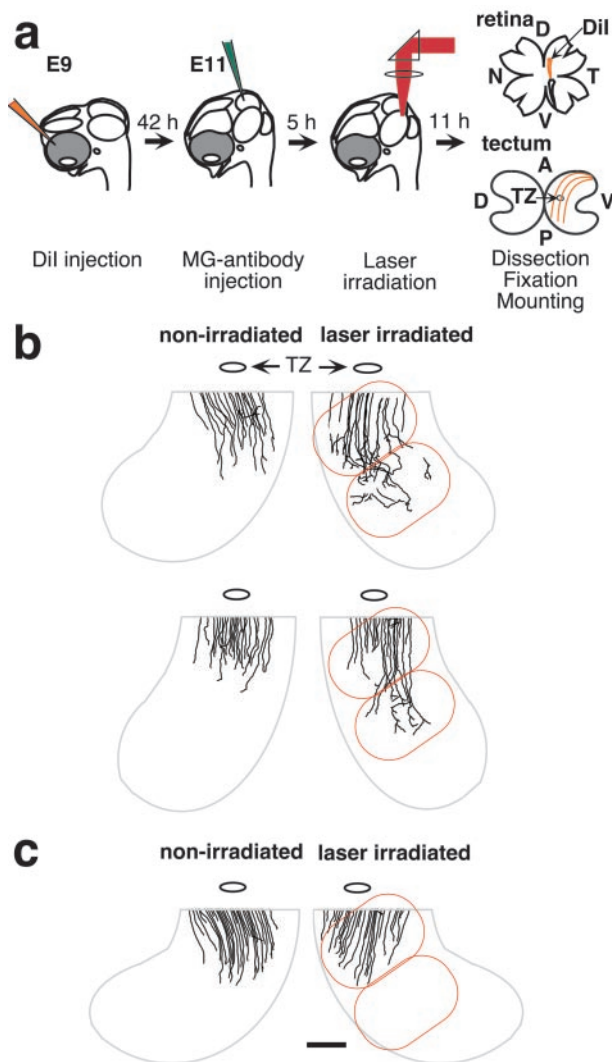 a
E9
E11
42 h
5 h
11 h
retina
D
DiI
N
T
V
tectum
A
D
TZ
V
P
DiI injection
MG-antibody
injection
Laser
irradiation
Dissection
Fixation
Mounting
b
non-irradiated
laser irradiated
TZ
c
non-irradiated
laser irradiated